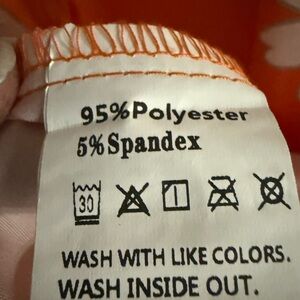 95%Polyester
5%Spandex
30
WASH WITH LIKE COLORS.
WASH INSIDE OUT.